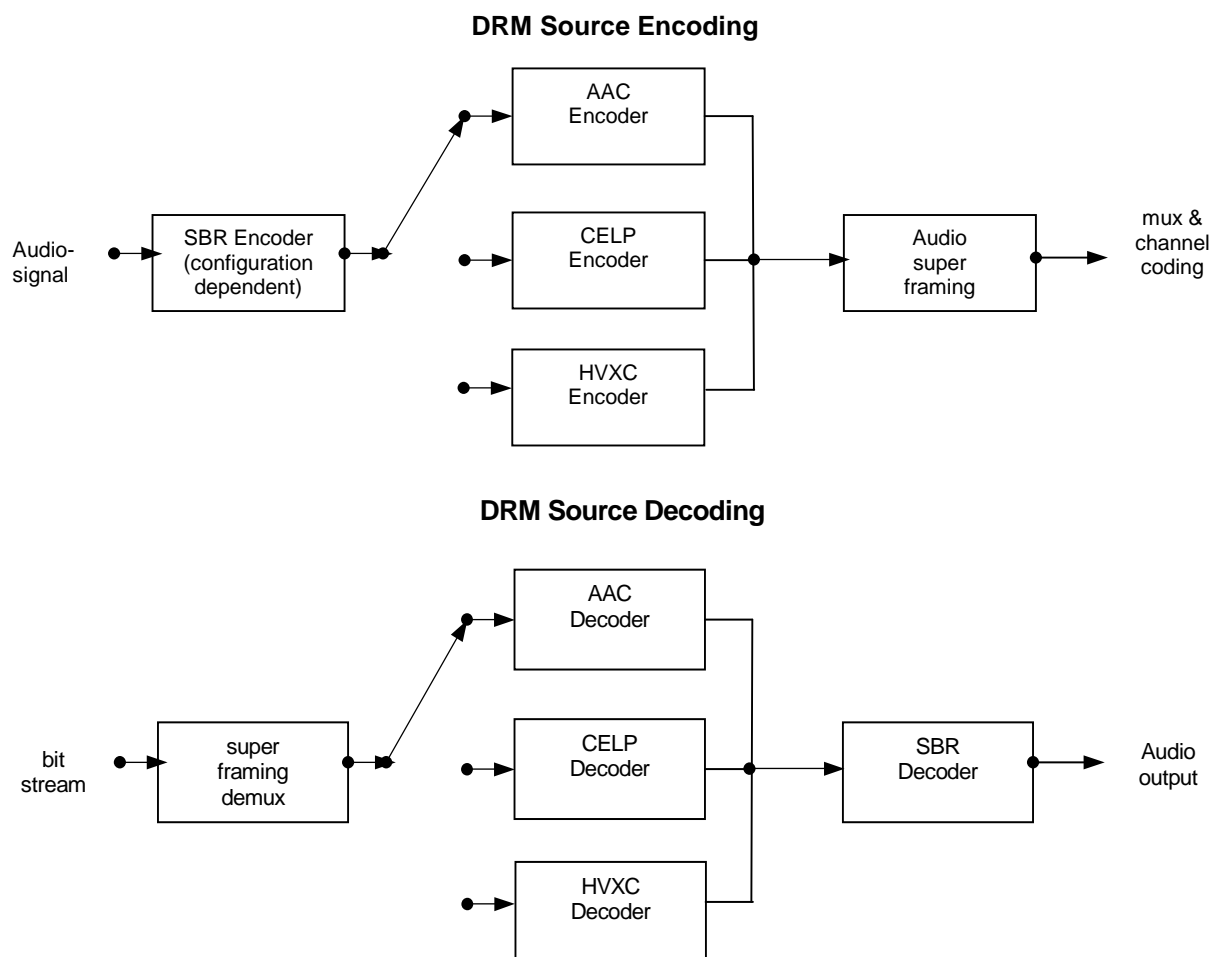 DRM Source Encoding
AAC
Encoder
Audio-
signal
SBR Encoder
(configuration
dependent)
CELP
Encoder
Audio
super
framing
mux &
channel
coding
HVXC
Encoder
DRM Source Decoding
AAC
Decoder
bit
stream
super
framing
demux
CELP
Decoder
SBR
Decoder
Audio
output
HVXC
Decoder